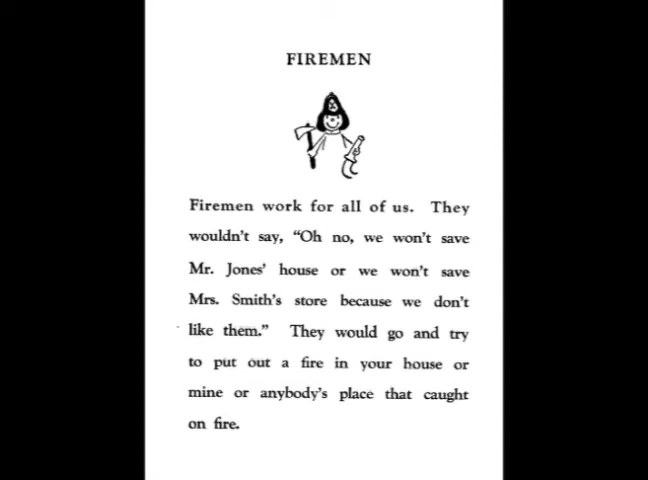 FIREMEN
Firemen work for all of us. They
wouldn't say, "Oh no, we won't save
Mr. Jones' house or we won't save
Mrs. Smith's store because we don't
like them." They would go and try
to put out a fire in your house or
mine or anybody's place that caught
on fire.